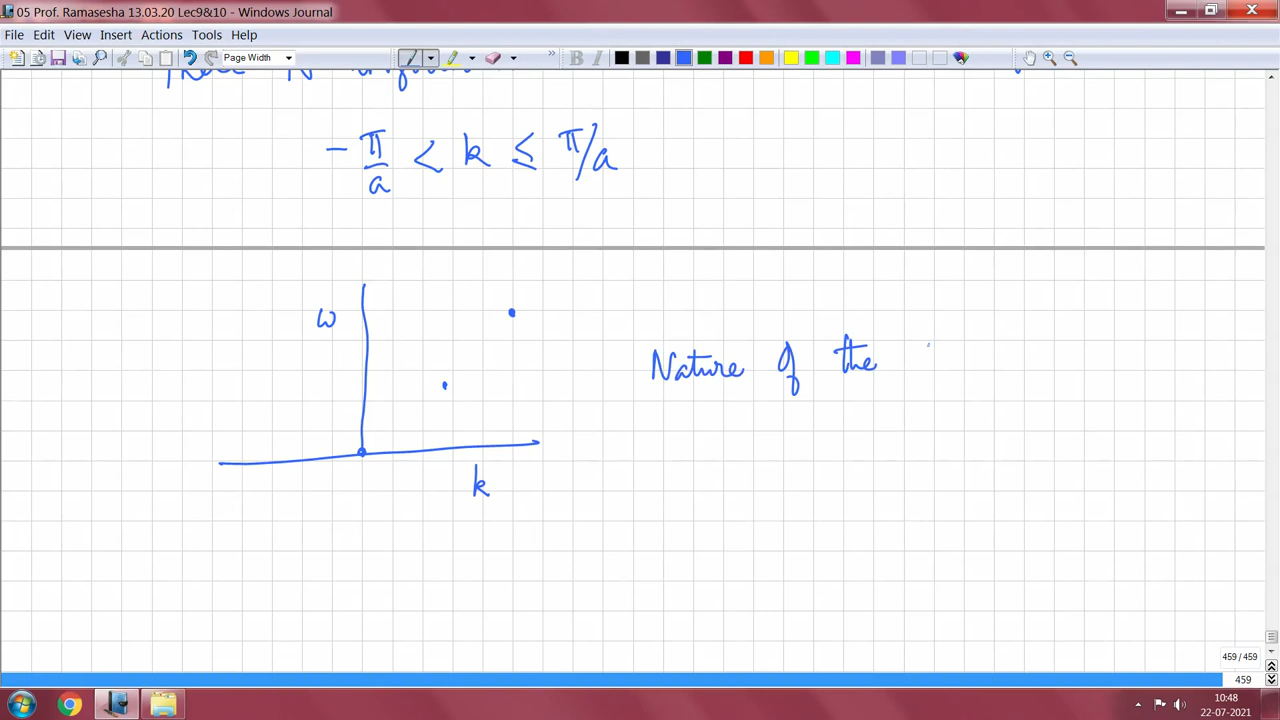 05 Prof. Ramasesha 13.03.20 Lec9&10 - Windows Journal
File Edit View Insert Actions Tools Help
Page Width
B I
- π/a < k ≤ π/a
ω
Nature of the
k
459 / 459
459
10:48
22-07-2021